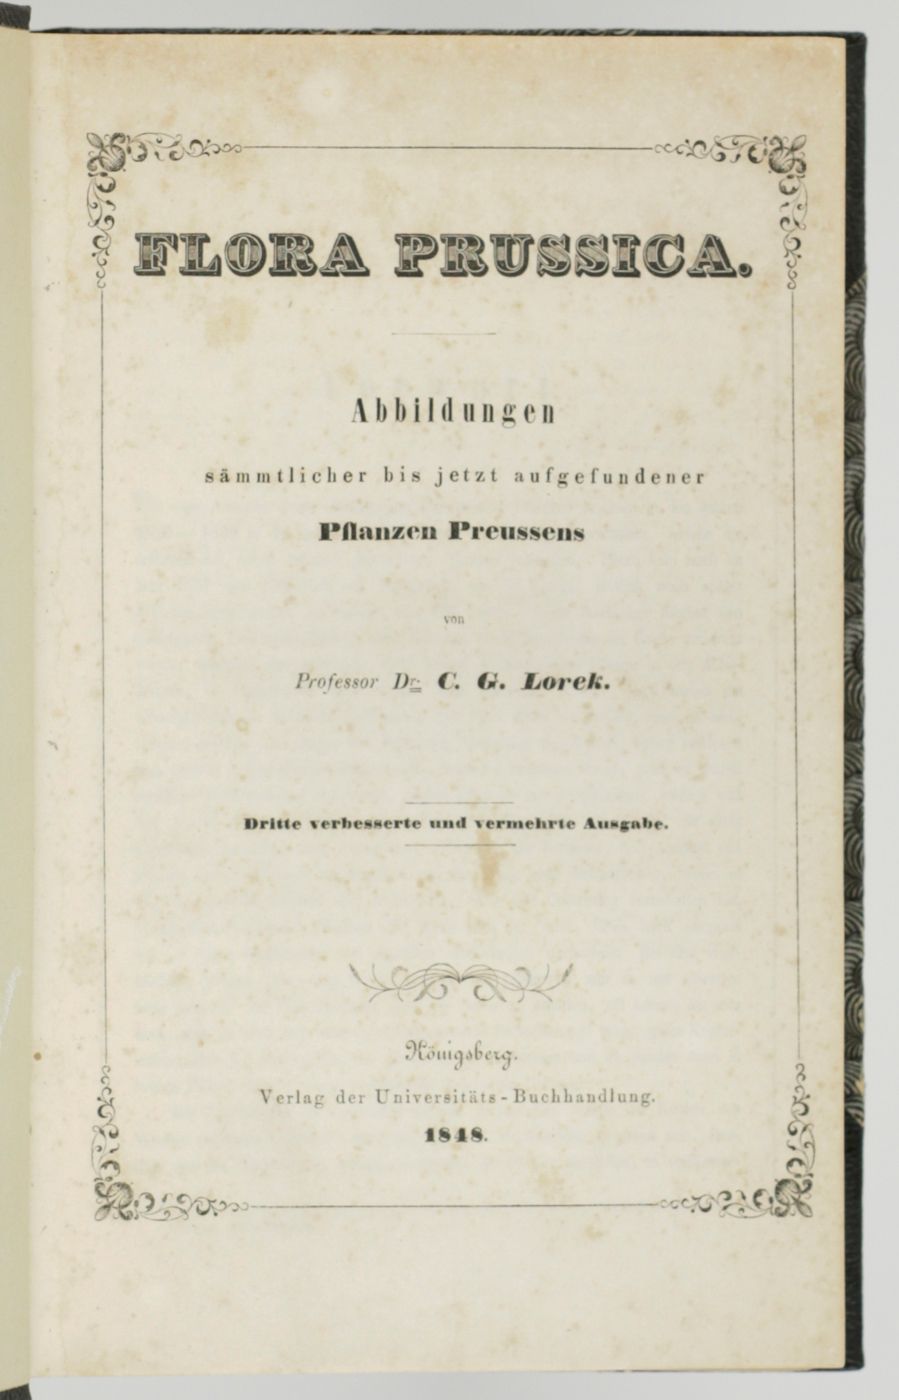 FLORA PRUSSICA.
Abbildungen
sämmtlicher bis jetzt aufgefundener
Pflanzen Preussens
von
Professor Dr. C. G. Lorek.
Dritte verbesserte und vermehrte Ausgabe.
Königsberg.
Verlag der Universitäts-Buchhandlung.
1848.